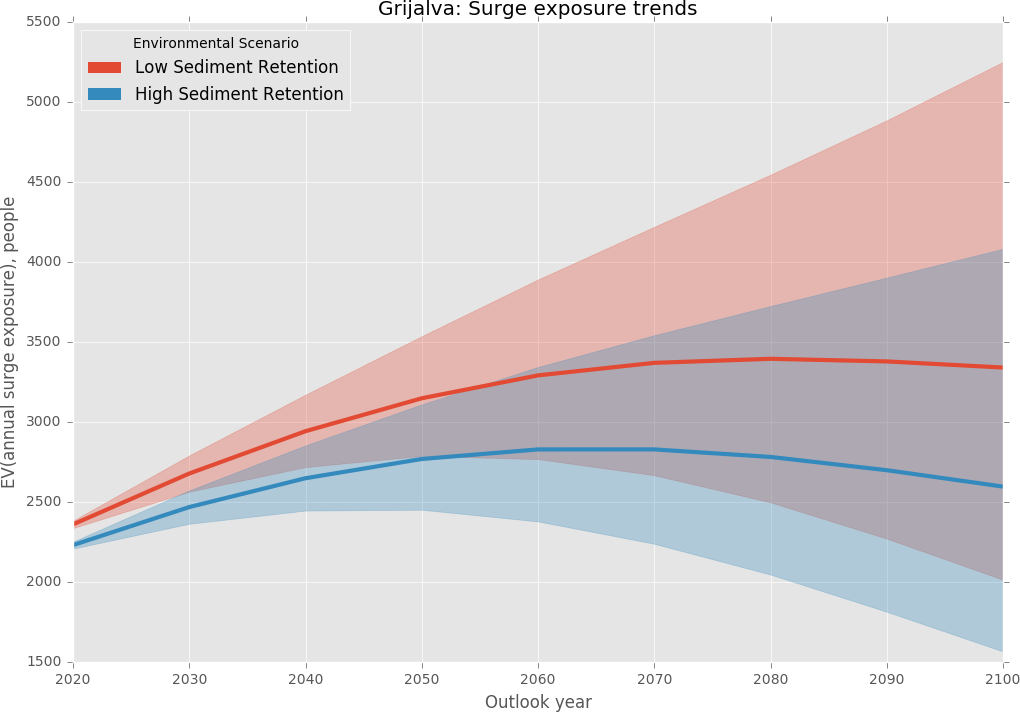 Grijalva: Surge exposure trends
Environmental Scenario
Low Sediment Retention
High Sediment Retention
EV(annual surge exposure), people
5500
5000
4500
4000
3500
3000
2500
2000
1500
2020 2030 2040 2050 2060 2070 2080 2090 2100
Outlook year